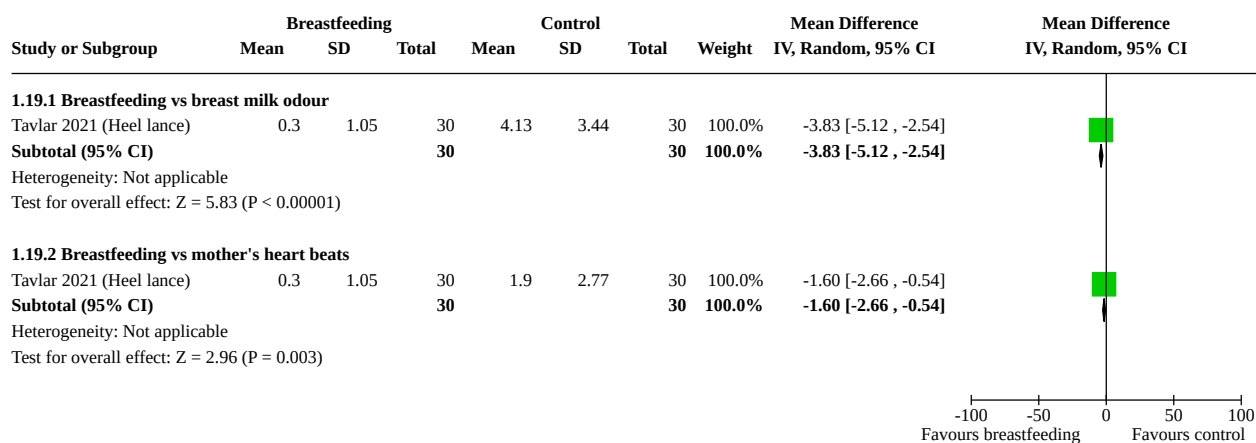 Breastfeeding Control Mean Difference Mean Difference
Study or Subgroup Mean SD Total Mean SD Total Weight IV, Random, 95% CI IV, Random, 95% CI
1.19.1 Breastfeeding vs breast milk odour
Tavlar 2021 (Heel lance) 0.3 1.05 30 4.13 3.44 30 100.0% -3.83 [-5.12 , -2.54]
Subtotal (95% CI) 30 30 100.0% -3.83 [-5.12 , -2.54]
Heterogeneity: Not applicable
Test for overall effect: Z = 5.83 (P < 0.00001)
1.19.2 Breastfeeding vs mother's heart beats
Tavlar 2021 (Heel lance) 0.3 1.05 30 1.9 2.77 30 100.0% -1.60 [-2.66 , -0.54]
Subtotal (95% CI) 30 30 100.0% -1.60 [-2.66 , -0.54]
Heterogeneity: Not applicable
Test for overall effect: Z = 2.96 (P = 0.003)
-100 -50 0 50 100
Favours breastfeeding Favours control